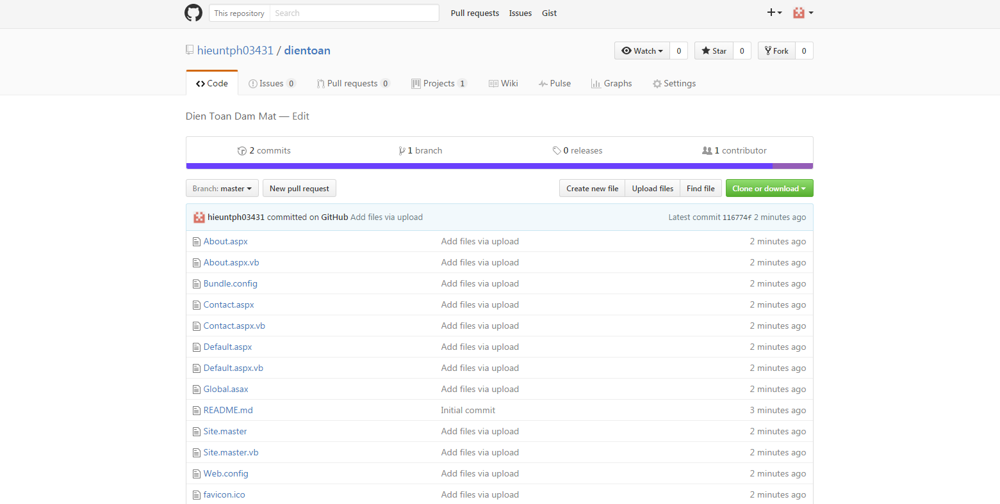 This repository Search Pull requests Issues Gist
hieuntph03431 / dientoan Watch 0 Star 0 Fork 0
Code Issues 0 Pull requests 0 Projects 1 Wiki Pulse Graphs Settings
Dien Toan Dam Mat — Edit
2 commits 1 branch 0 releases 1 contributor
Branch: master New pull request Create new file Upload files Find file Clone or download
hieuntph03431 committed on GitHub Add files via upload Latest commit 116774f 2 minutes ago
About.aspx Add files via upload 2 minutes ago
About.aspx.vb Add files via upload 2 minutes ago
Bundle.config Add files via upload 2 minutes ago
Contact.aspx Add files via upload 2 minutes ago
Contact.aspx.vb Add files via upload 2 minutes ago
Default.aspx Add files via upload 2 minutes ago
Default.aspx.vb Add files via upload 2 minutes ago
Global.asax Add files via upload 2 minutes ago
README.md Initial commit 3 minutes ago
Site.master Add files via upload 2 minutes ago
Site.master.vb Add files via upload 2 minutes ago
Web.config Add files via upload 2 minutes ago
favicon.ico Add files via upload 2 minutes ago